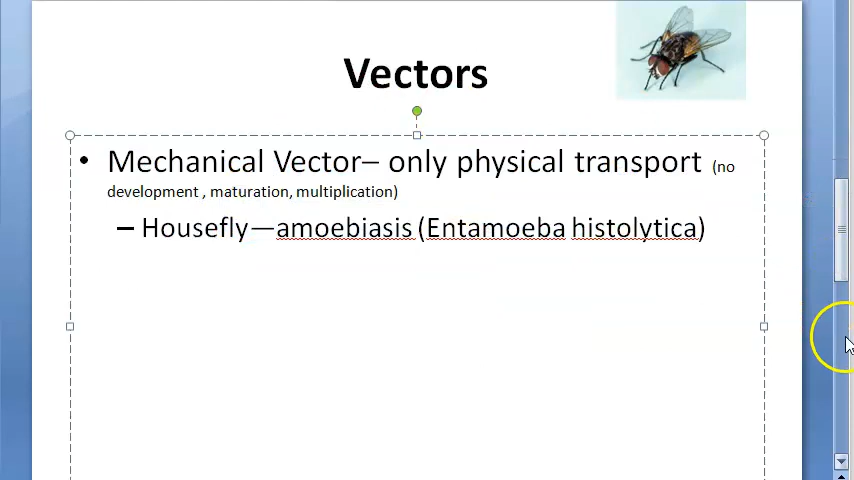 Vectors
• Mechanical Vector– only physical transport (no
development , maturation, multiplication)
– Housefly—amoebiasis (Entamoeba histolytica)